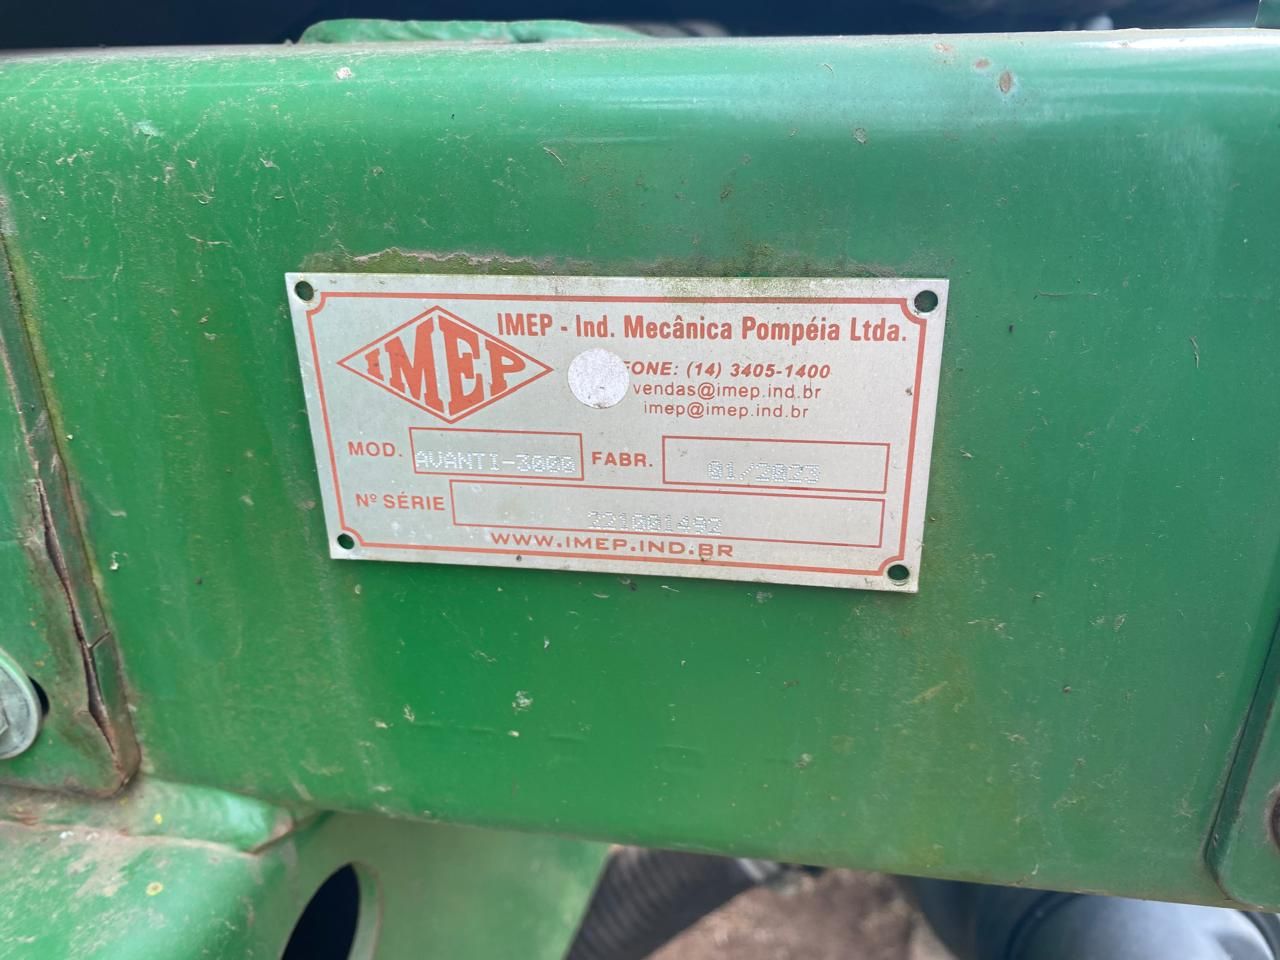 IMEP
IMEP - Ind. Mecânica Pompéia Ltda.
FONE: (14) 3405-1400
vendas@imep.ind.br
imep@imep.ind.br
MOD. AVANTI-3000 FABR. 01/2023
Nº SÉRIE 221001492
WWW.IMEP.IND.BR